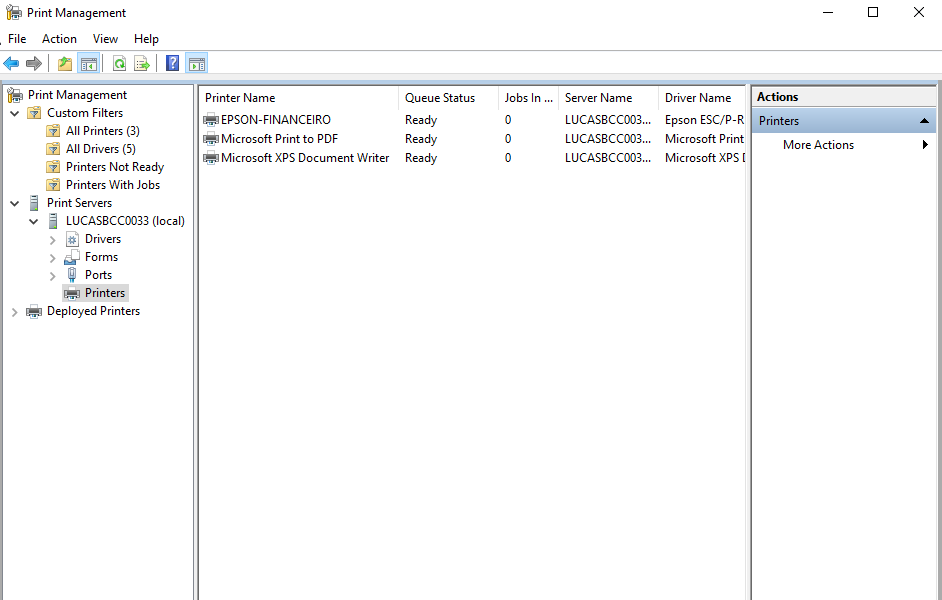 Print Management
File Action View Help
Print Management
Custom Filters
All Printers (3)
All Drivers (5)
Printers Not Ready
Printers With Jobs
Print Servers
LUCASBCC0033 (local)
Drivers
Forms
Ports
Printers
Deployed Printers
Printer Name Queue Status Jobs In ... Server Name Driver Name
EPSON-FINANCEIRO Ready 0 LUCASBCC003... Epson ESC/P-R
Microsoft Print to PDF Ready 0 LUCASBCC003... Microsoft Print
Microsoft XPS Document Writer Ready 0 LUCASBCC003... Microsoft XPS
Actions
Printers
More Actions